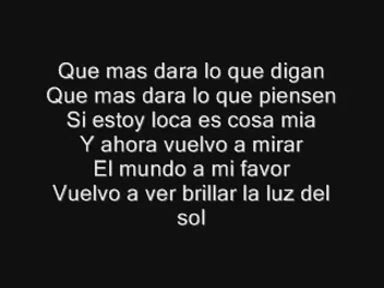 Que mas dara lo que digan
Que mas dara lo que piensen
Si estoy loca es cosa mia
Y ahora vuelvo a mirar
El mundo a mi favor
Vuelvo a ver brillar la luz del
sol